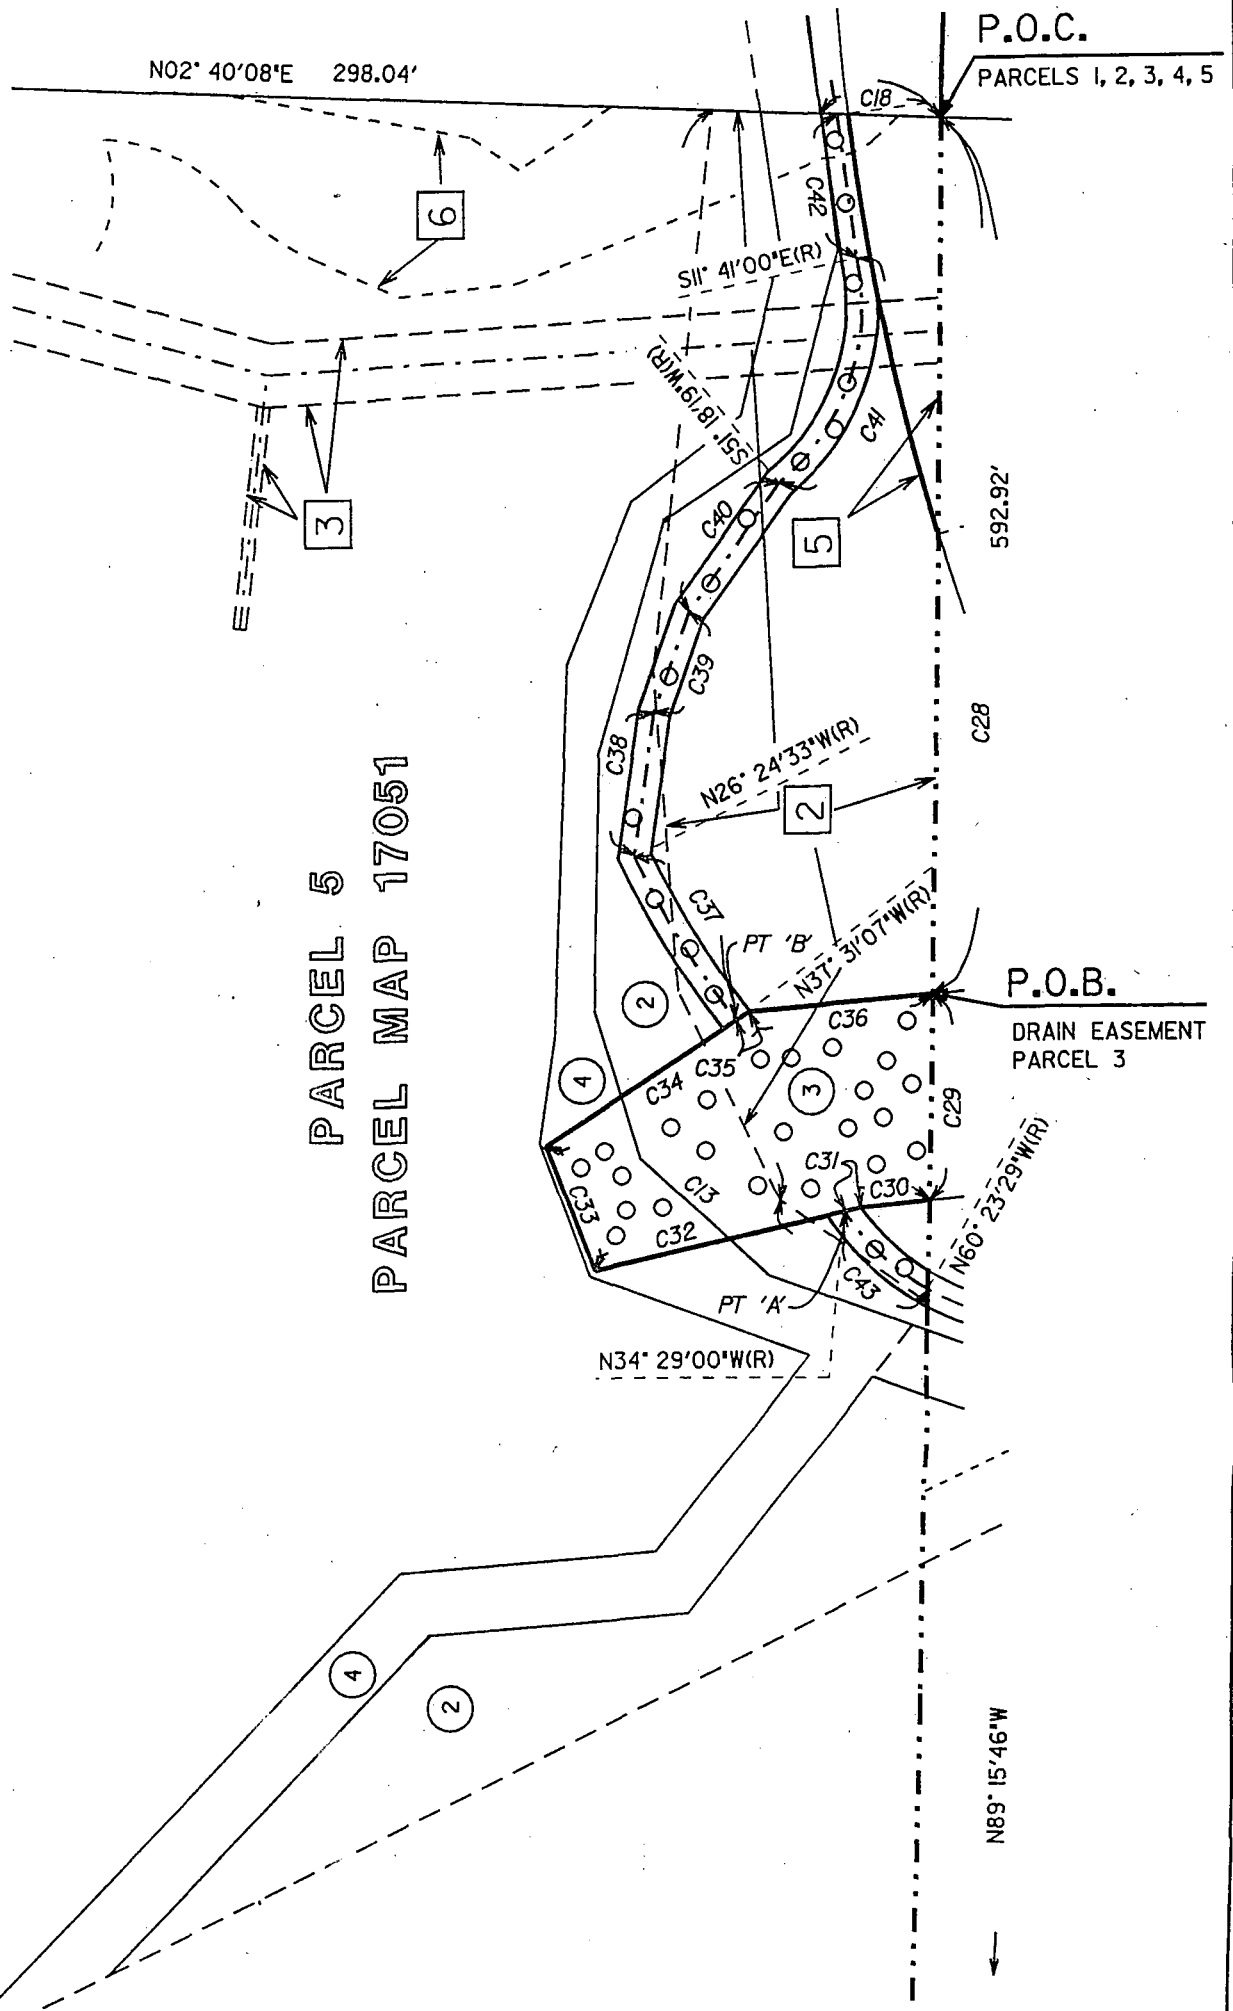 P.O.C.
PARCELS 1, 2, 3, 4, 5
N02° 40'08"E 298.04'
C18
6
C42
S11° 41'00"E(R)
S51° 18'19"W(R)
C41
3
C40
5
592.92'
C39
C38
C28
N26° 24'33"W(R)
2
PARCEL 5
PARCEL MAP 17051
C37
N37° 31'07"W(R)
PT 'B'
2
P.O.B.
DRAIN EASEMENT
PARCEL 3
C36
C35
C34
4
3
C29
C31
C30
C13
C33
C32
N60° 23'29"W(R)
C43
PT 'A'
N34° 29'00"W(R)
4
2
N89° 15'46"W